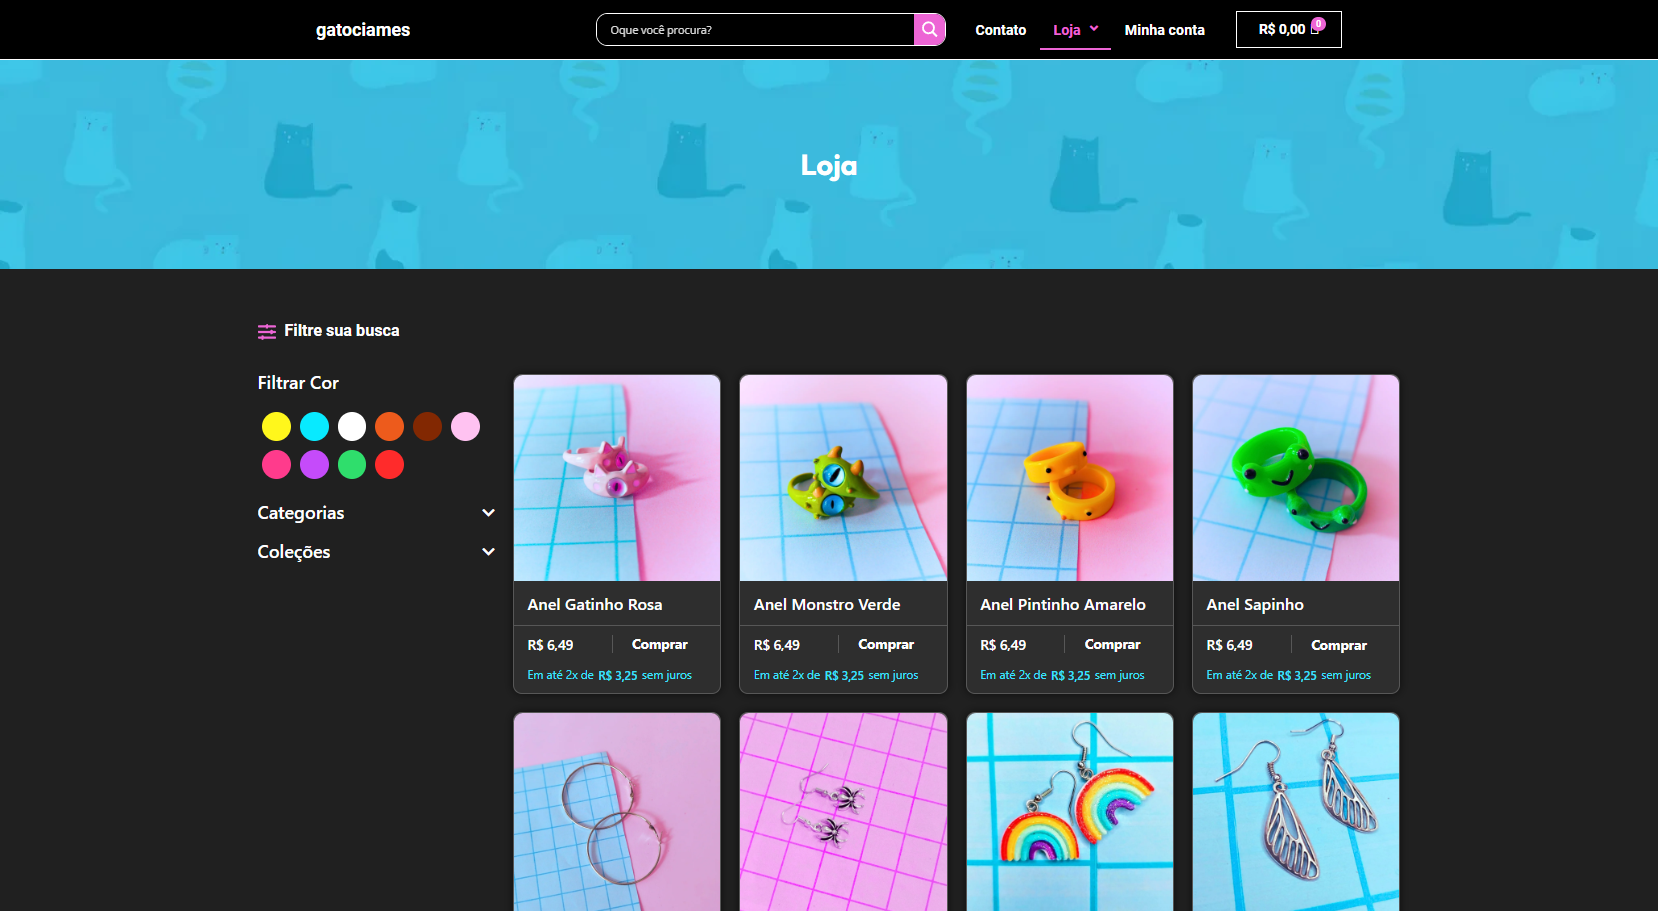 gatociames
Oque você procura?
Contato
Loja
Minha conta
R$ 0,00
0
Loja
Filtre sua busca
Filtrar Cor
Categorias
Coleções
Anel Gatinho Rosa
R$ 6,49
Comprar
Em até 2x de R$ 3,25 sem juros
Anel Monstro Verde
R$ 6,49
Comprar
Em até 2x de R$ 3,25 sem juros
Anel Pintinho Amarelo
R$ 6,49
Comprar
Em até 2x de R$ 3,25 sem juros
Anel Sapinho
R$ 6,49
Comprar
Em até 2x de R$ 3,25 sem juros